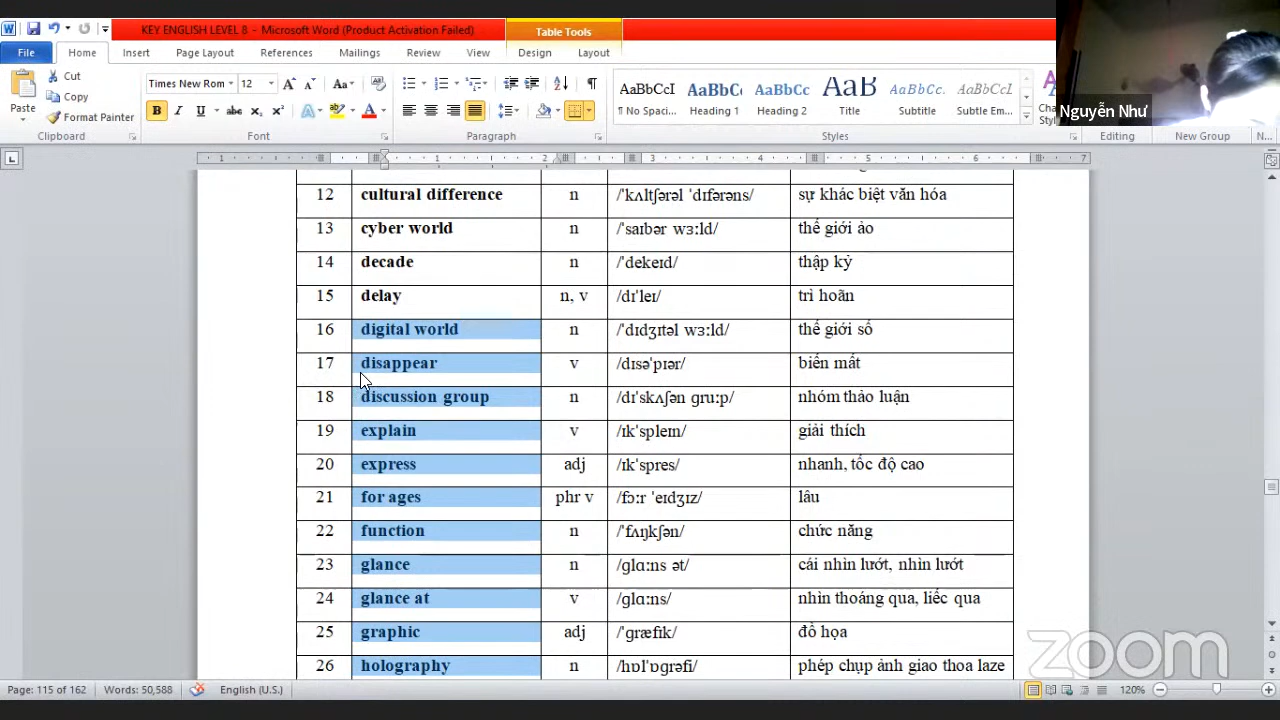 KEY ENGLISH LEVEL 8 - Microsoft Word (Product Activation Failed)
Table Tools
File Home Insert Page Layout References Mailings Review View Design Layout
Cut
Copy
Format Painter
Paste
Times New Rom 12
AaBbCcI AaBbCc AaBbCc AaB AaBbCc. AaBbCcI
¶ No Spaci... Heading 1 Heading 2 Title Subtitle Subtle Em...
Clipboard Font Paragraph Styles Editing New Group N...
Nguyễn Như
12 cultural difference n /ˈkʌltʃərəl ˈdɪfərəns/ sự khác biệt văn hóa
13 cyber world n /ˈsaɪbər wɜːld/ thế giới ảo
14 decade n /ˈdekeɪd/ thập kỷ
15 delay n, v /dɪˈleɪ/ trì hoãn
16 digital world n /ˈdɪdʒɪtəl wɜːld/ thế giới số
17 disappear v /dɪsəˈpɪər/ biến mất
18 discussion group n /dɪˈskʌʃən ɡruːp/ nhóm thảo luận
19 explain v /ɪkˈspleɪn/ giải thích
20 express adj /ɪkˈspres/ nhanh, tốc độ cao
21 for ages phr v /fɔːr ˈeɪdʒɪz/ lâu
22 function n /ˈfʌŋkʃən/ chức năng
23 glance n /ɡlɑːns ət/ cái nhìn lướt, nhìn lướt
24 glance at v /ɡlɑːns/ nhìn thoáng qua, liếc qua
25 graphic adj /ˈɡræfɪk/ đồ họa
26 holography n /hɒlˈɒɡrəfi/ phép chụp ảnh giao thoa laze
zoom
Page: 115 of 162 Words: 50,588 English (U.S.) 120%